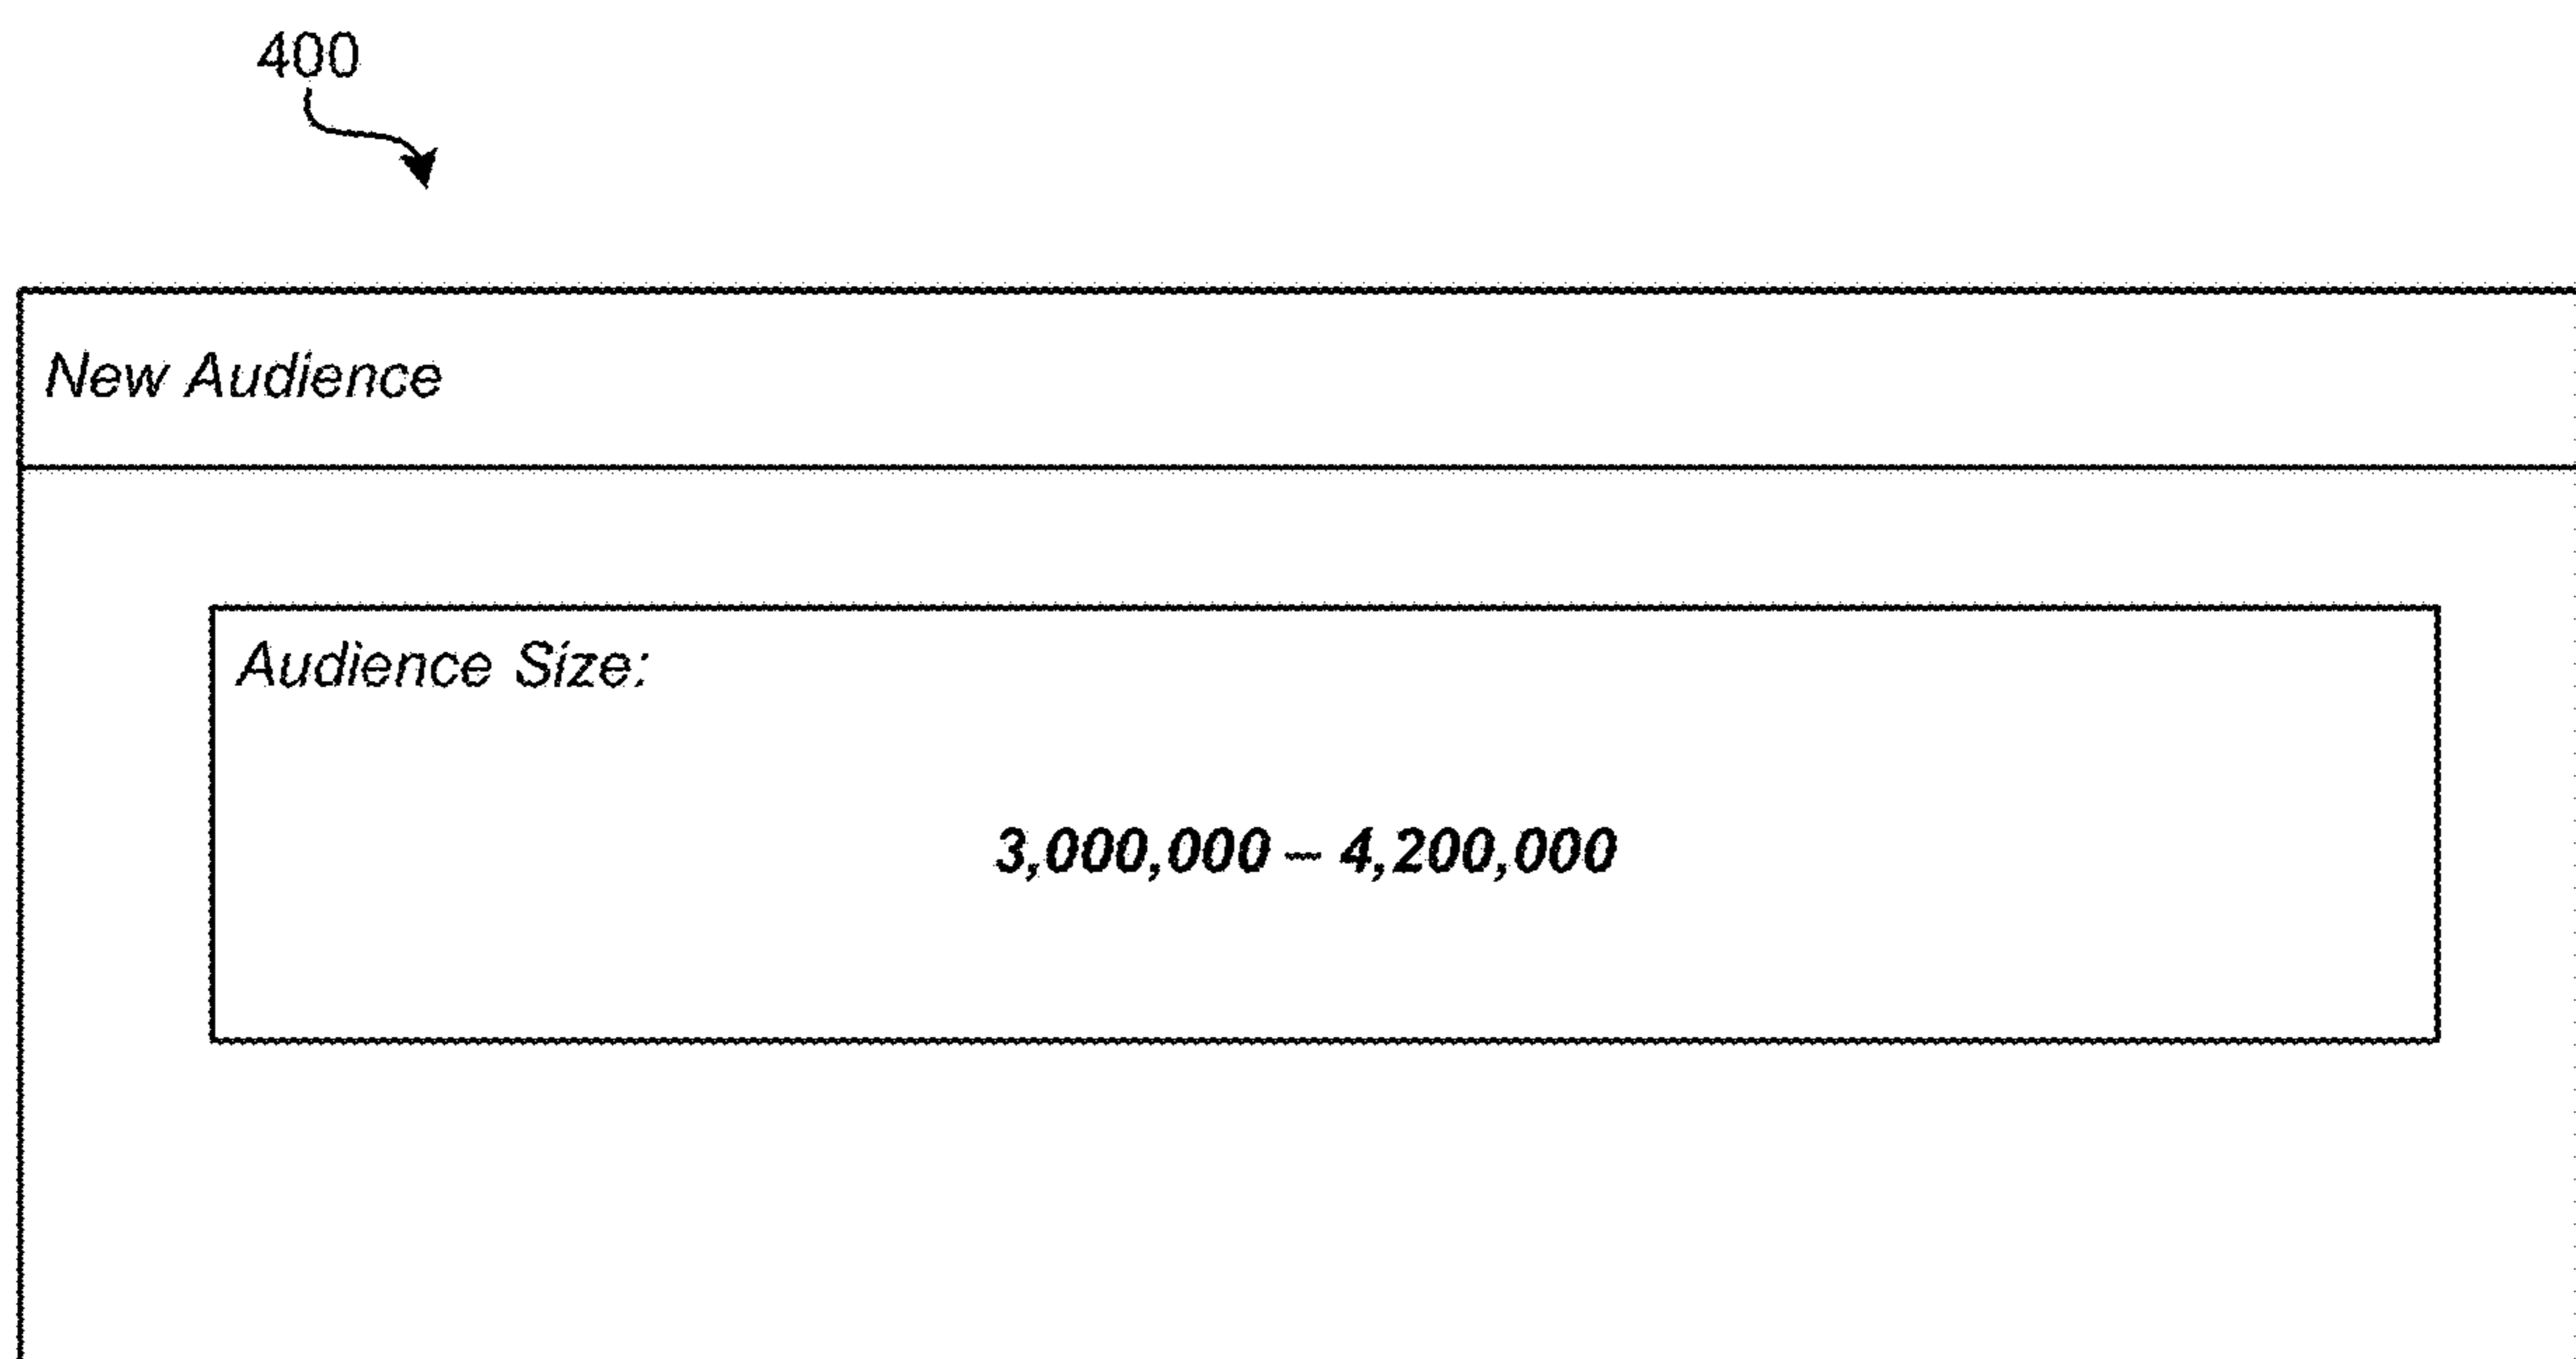 400
New Audience
Audience Size:
3,000,000 – 4,200,000